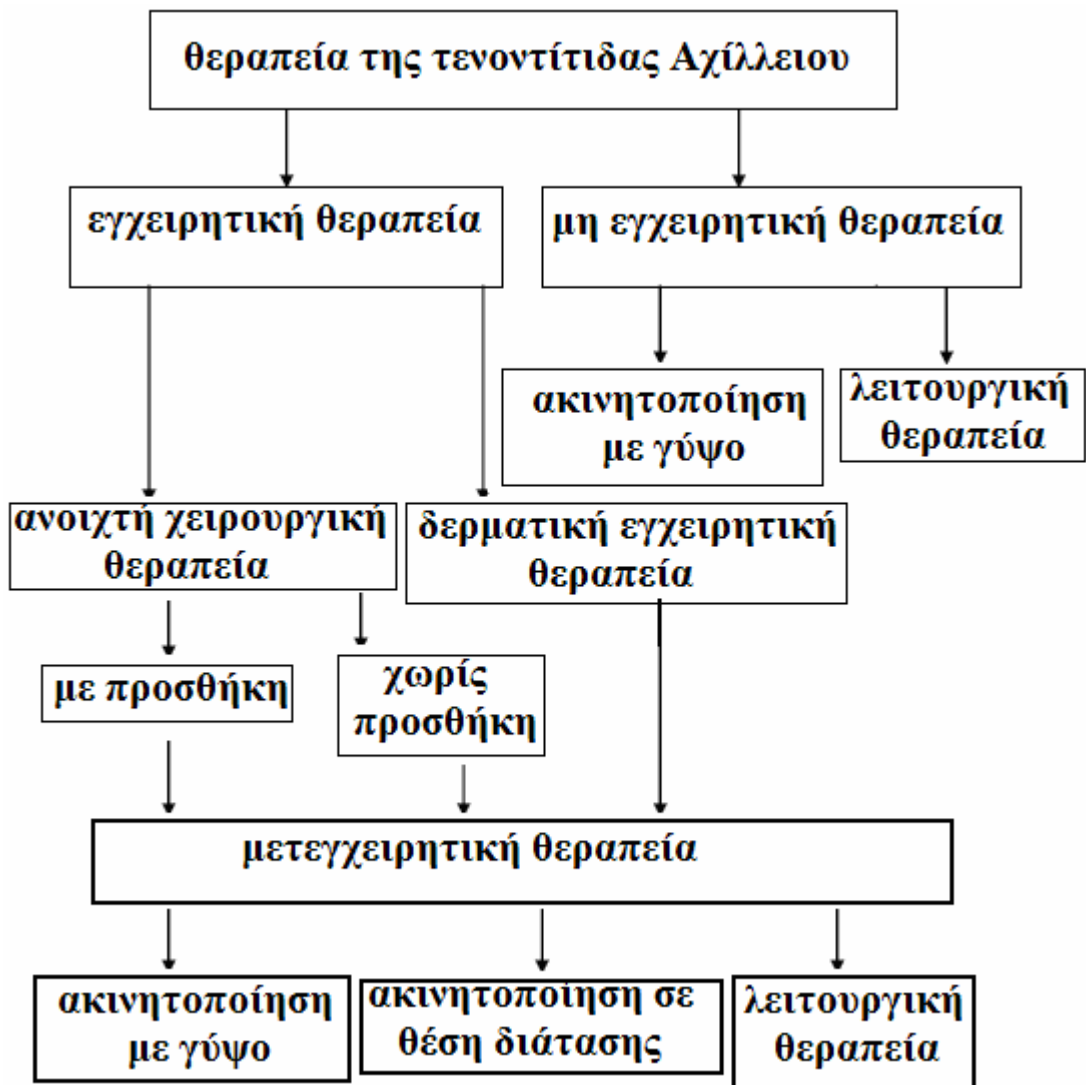 θεραπεία της τενοντίτιδας Αχίλλειου
εγχειρητική θεραπεία
μη εγχειρητική θεραπεία
ακινητοποίηση
με γύψο
λειτουργική
θεραπεία
ανοιχτή χειρουργική
θεραπεία
δερματική εγχειρητική
θεραπεία
με προσθήκη
χωρίς
προσθήκη
μετεγχειρητική θεραπεία
ακινητοποίηση
με γύψο
ακινητοποίηση σε
θέση διάτασης
λειτουργική
θεραπεία